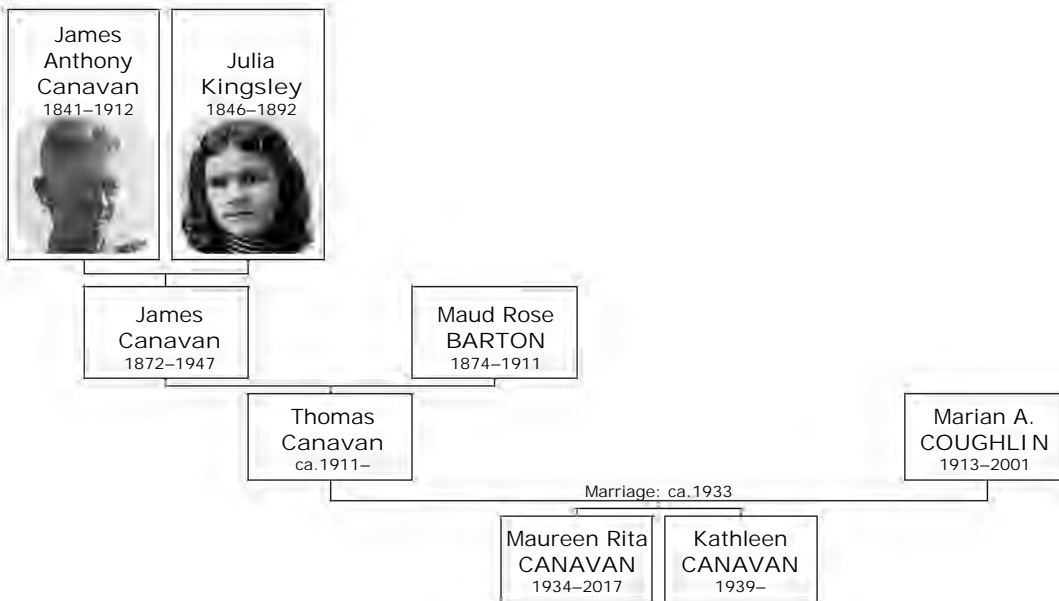 James
Anthony
Canavan
1841–1912
Julia
Kingsley
1846–1892
James
Canavan
1872–1947
Maud Rose
BARTON
1874–1911
Thomas
Canavan
ca.1911–
Marian A.
COUGHLIN
1913–2001
Marriage: ca.1933
Maureen Rita
CANAVAN
1934–2017
Kathleen
CANAVAN
1939–